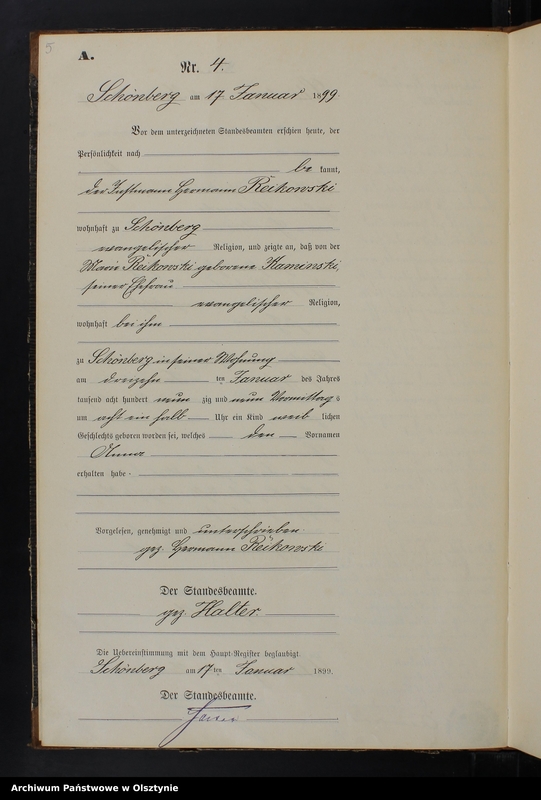 5
A.
Nr. 4.
Schönberg am 17 Januar 1899
Vor dem unterzeichneten Standesbeamten erschien heute, der
Persönlichkeit nach
be kannt,
der Instmann Hermann Reikowski
wohnhaft zu Schönberg
evangelischer Religion, und zeigte an, daß von der
Marie Reikowski geborene Kaminski,
seiner Ehefrau
evangelischer Religion,
wohnhaft bei ihm
zu Schönberg in seiner Wohnung
am dreizehn ten Januar des Jahres
tausend acht hundert neun zig und neun Vormittag s
um acht ein halb Uhr ein Kind weib lichen
Geschlechts geboren worden sei, welches den Vornamen
Anna
erhalten habe.
Vorgelesen, genehmigt und unterschrieben
gez. Hermann Reikowski
Der Standesbeamte.
gez. Halter.
Die Uebereinstimmung mit dem Haupt-Register beglaubigt.
Schönberg am 17 ten Januar 1899.
Der Standesbeamte.
Archiwum Państwowe w Olsztynie